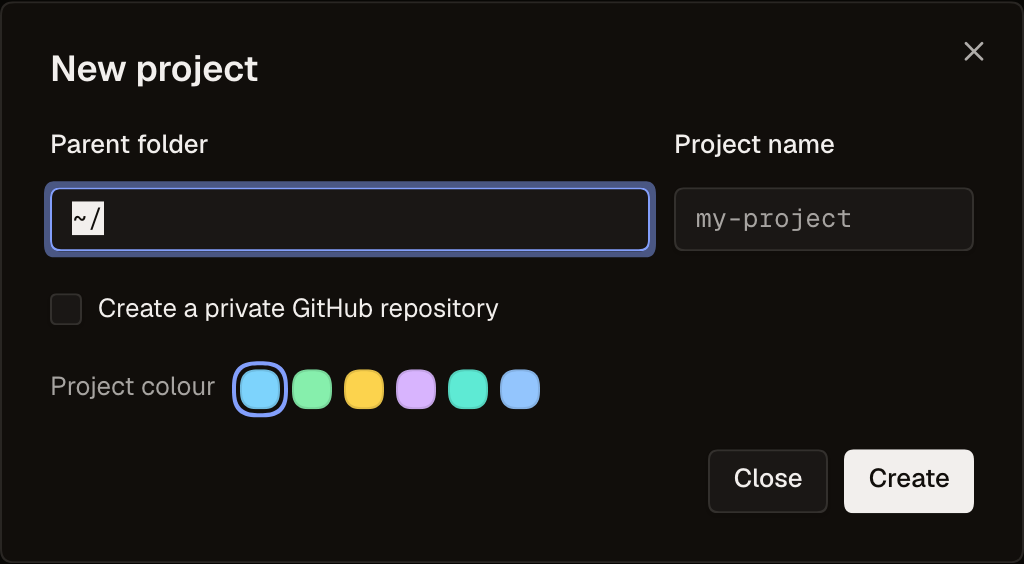 New project
Parent folder
Project name
~/
my-project
Create a private GitHub repository
Project colour
Close
Create